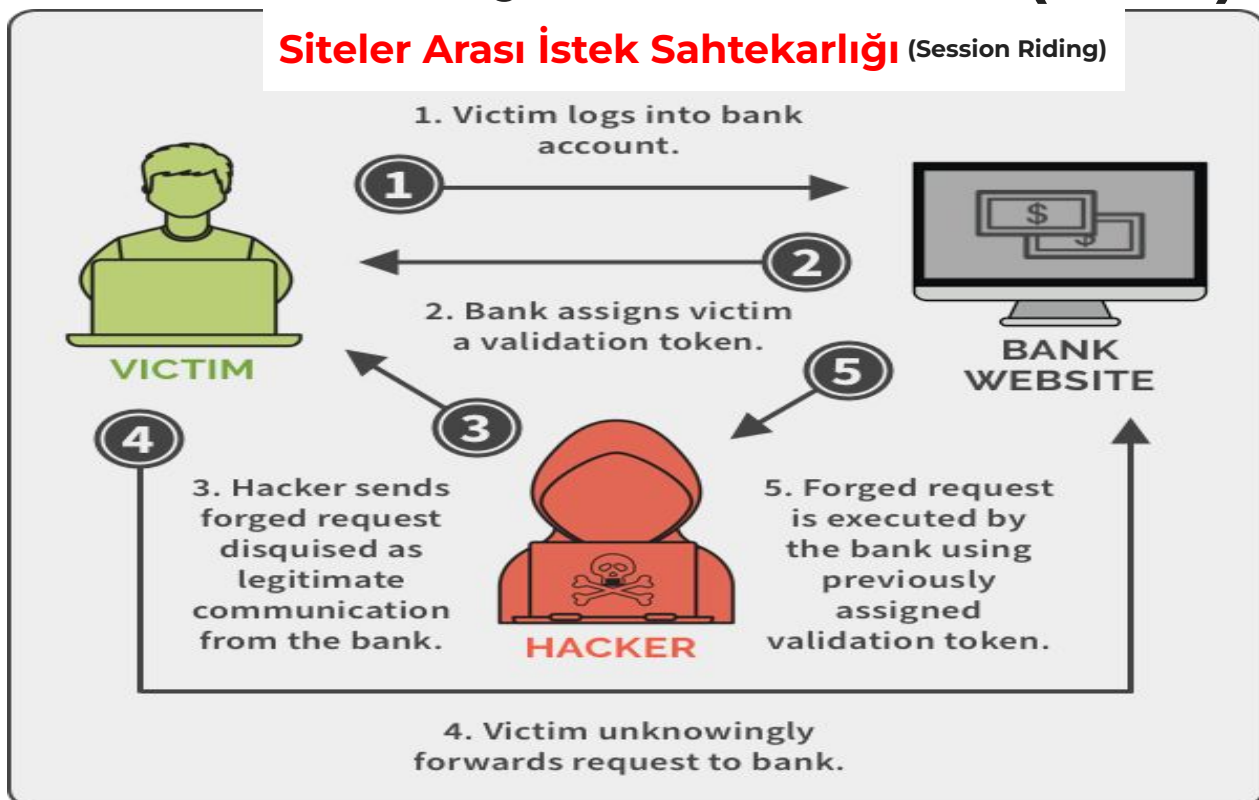 Siteler Arası İstek Sahtekarlığı (Session Riding)
1. Victim logs into bank
account.
1
2
$
$
2. Bank assigns victim
a validation token.
VICTIM
BANK
WEBSITE
5
3
4
3. Hacker sends
forged request
disquised as
legitimate
communication
from the bank.
HACKER
5. Forged request
is executed by
the bank using
previously
assigned
validation token.
4. Victim unknowingly
forwards request to bank.